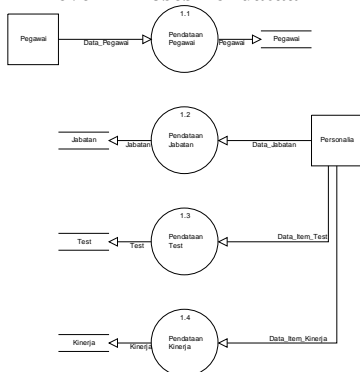 1.1
Pegawai
Pendataan
Pegawai
Data_Pegawai
Pegawai
Pegawai
1.2
Pendataan
Jabatan
Jabatan
Jabatan
Data_Jabatan
Personalia
1.3
Pendataan
Test
Test
Test
Data_Item_Test
1.4
Pendataan
Kinerja
Kinerja
Kinerja
Data_Item_Kinerja